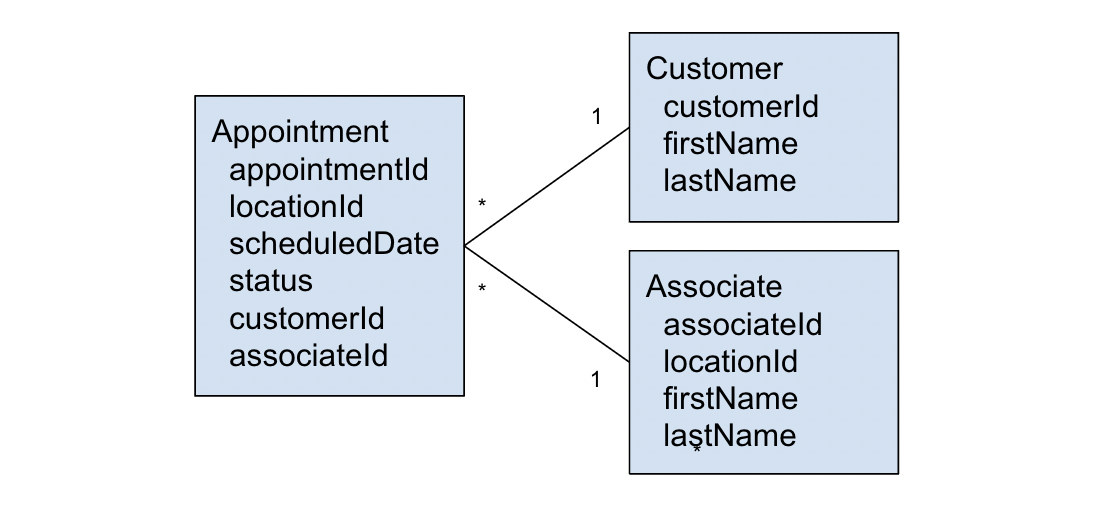 Appointment
appointmentId
locationId
scheduledDate
status
customerId
associateId
1
*
*
1
Customer
customerId
firstName
lastName
Associate
associateId
locationId
firstName
lastName
*